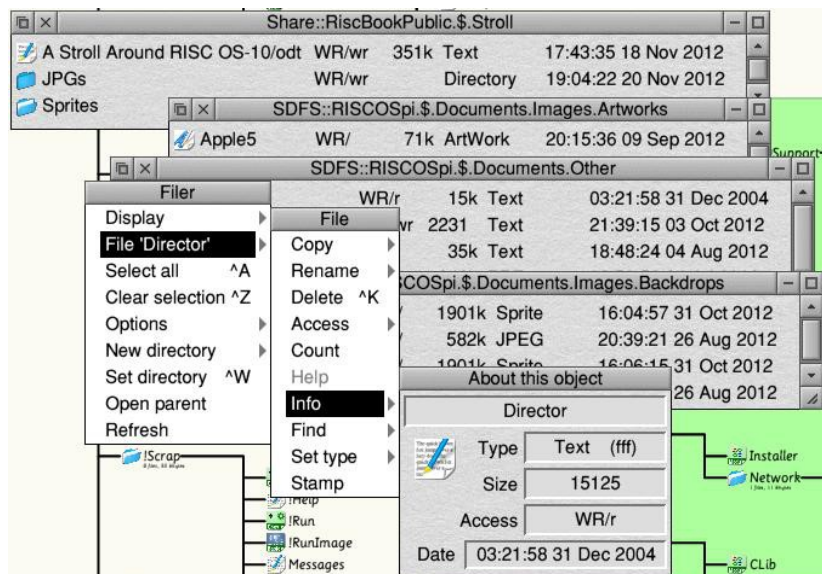 Share::RiscBookPublic.$.Stroll
A Stroll Around RISC OS-10/odt WR/wr 351k Text 17:43:35 18 Nov 2012
JPGs WR/wr Directory 19:04:22 20 Nov 2012
Sprites
SDFS::RISCOSpi.$.Documents.Images.Artworks
Apple5 WR/ 71k ArtWork 20:15:36 09 Sep 2012
Support
SDFS::RISCOSpi.$.Documents.Other
WR/r 15k Text 03:21:58 31 Dec 2004
wr 2231 Text 21:39:15 03 Oct 2012
35k Text 18:48:24 04 Aug 2012
COSpi.$.Documents.Images.Backdrops
1901k Sprite 16:04:57 31 Oct 2012
582k JPEG 20:39:21 26 Aug 2012
1901k Sprite 16:06:15 31 Oct 2012
26 Aug 2012
Filer
Display
File 'Director'
Select all ^A
Clear selection ^Z
Options
New directory
Set directory ^W
Open parent
Refresh
File
Copy
Rename
Delete ^K
Access
Count
Help
Info
Find
Set type
Stamp
About this object
Director
Type Text (fff)
Size 15125
Access WR/r
Date 03:21:58 31 Dec 2004
!Scrap
!Help
!Run
!RunImage
Messages
Installer
Network
CLib